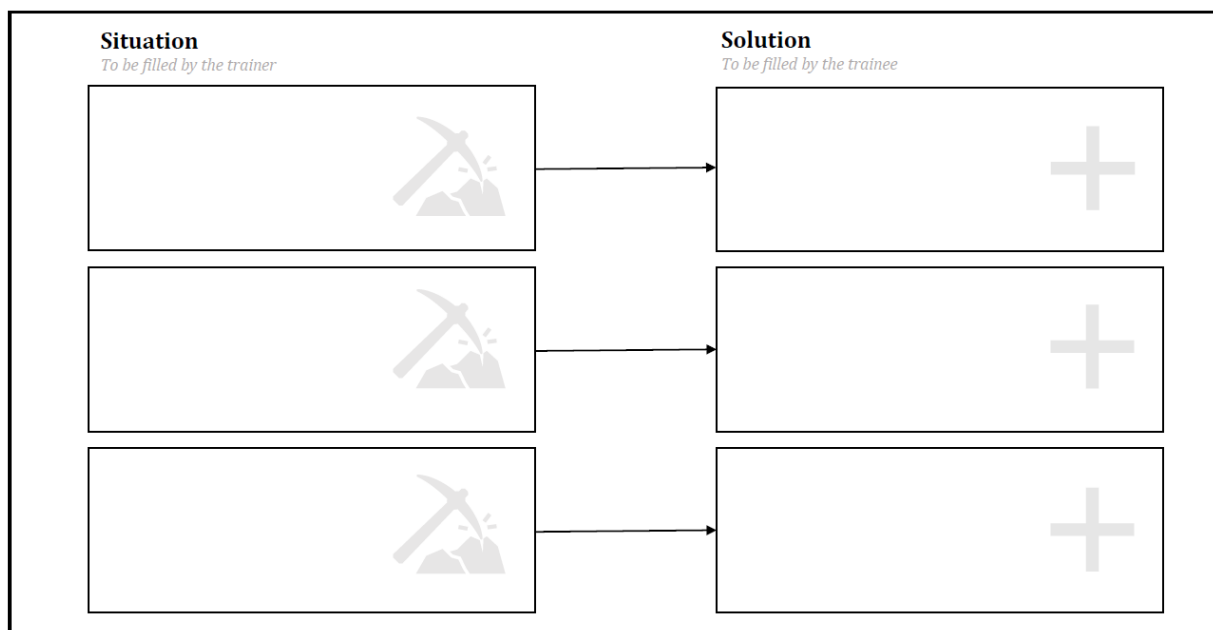 Situation
To be filled by the trainer
Solution
To be filled by the trainee